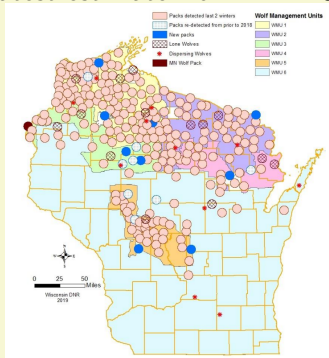 Packs detected last 2 winters
Packs re-detected from prior to 2018
New packs
Lone Wolves
Dispersing Wolves
MN Wolf Pack
Wolf Management Units
WMU 1
WMU 2
WMU 3
WMU 4
WMU 5
WMU 6
0 25 50
Miles
Wisconsin DNR
2019